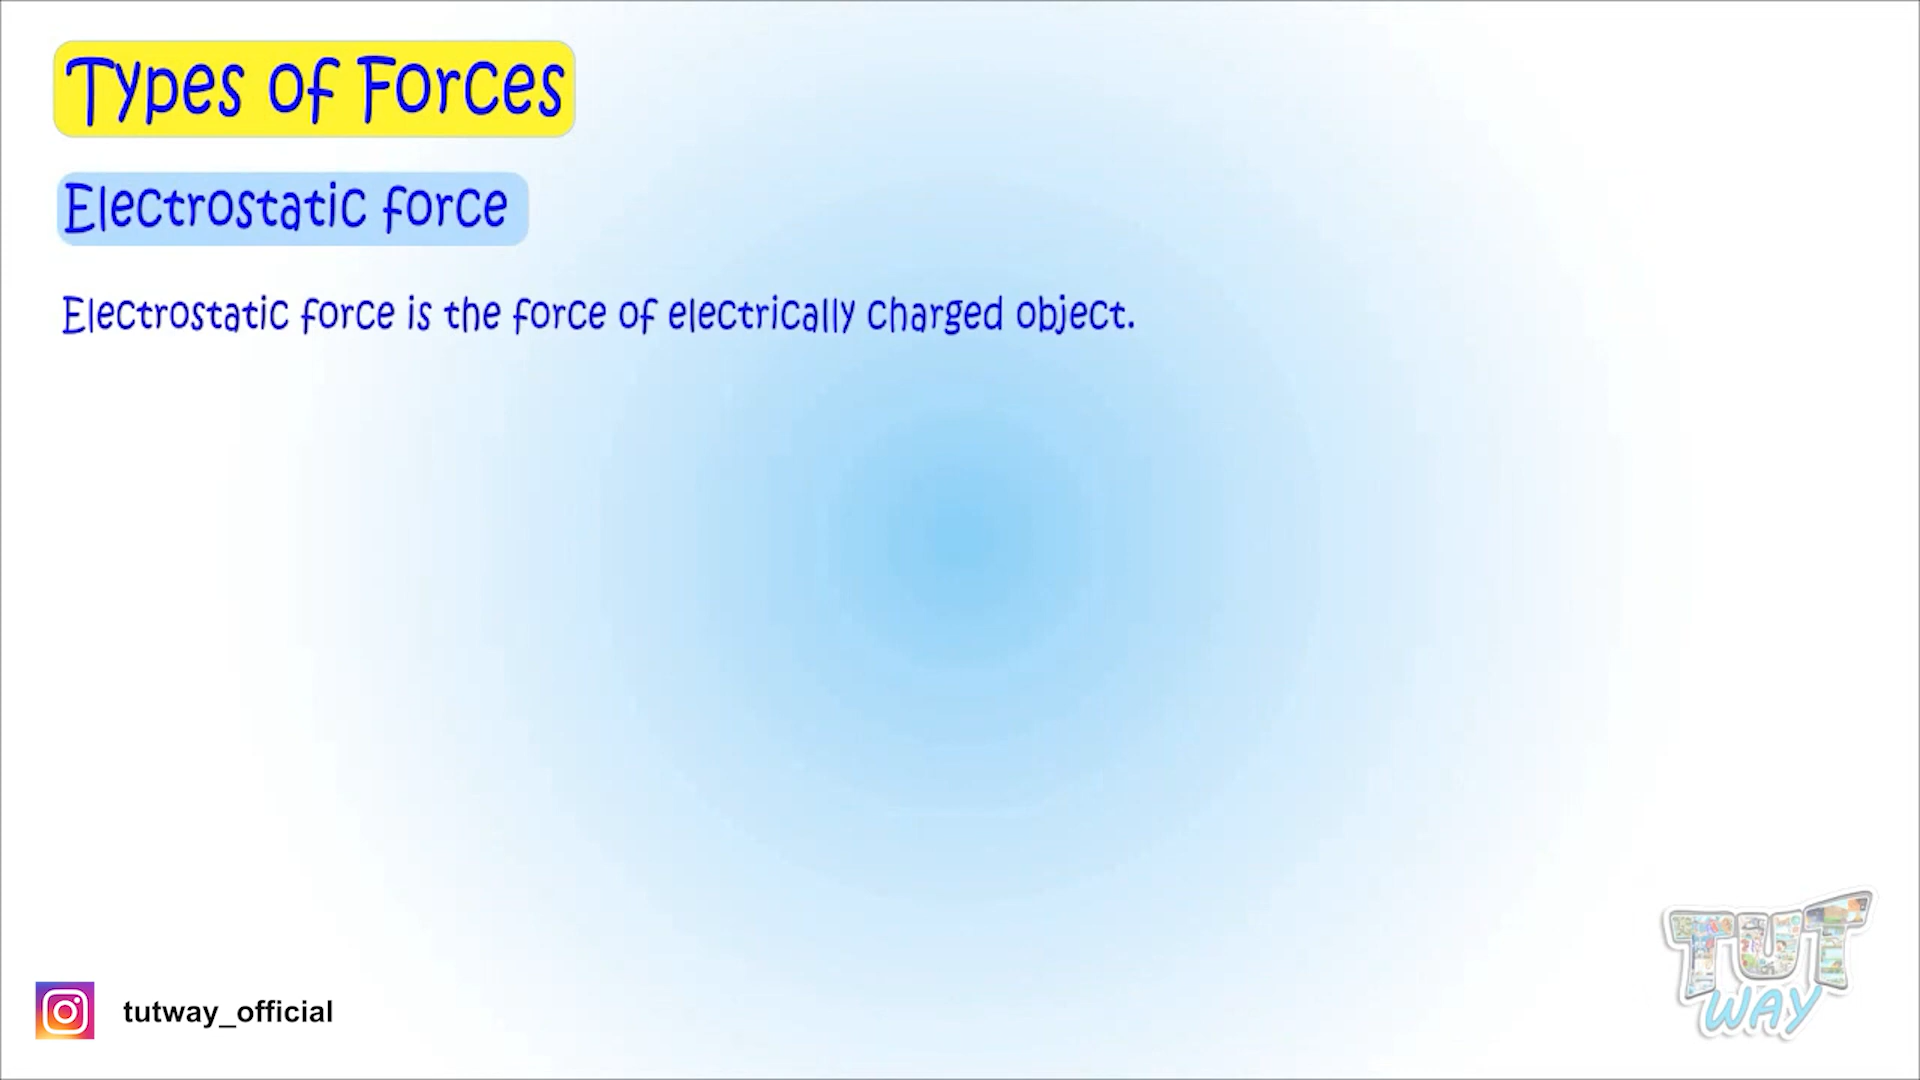 Types of Forces
Electrostatic force
Electrostatic force is the force of electrically charged object.
tutway_official
TUT
WAY